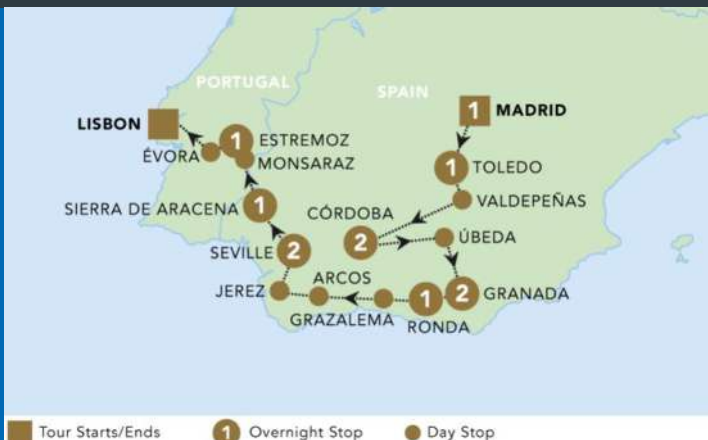 PORTUGAL
SPAIN
1 MADRID
LISBON
1 ESTREMOZ
ÉVORA
MONSARAZ
1 TOLEDO
VALDEPEÑAS
SIERRA DE ARACENA 1
CÓRDOBA
2
ÚBEDA
SEVILLE 2
JEREZ
ARCOS
GRAZALEMA
1
RONDA
2 GRANADA
Tour Starts/Ends
1 Overnight Stop
Day Stop